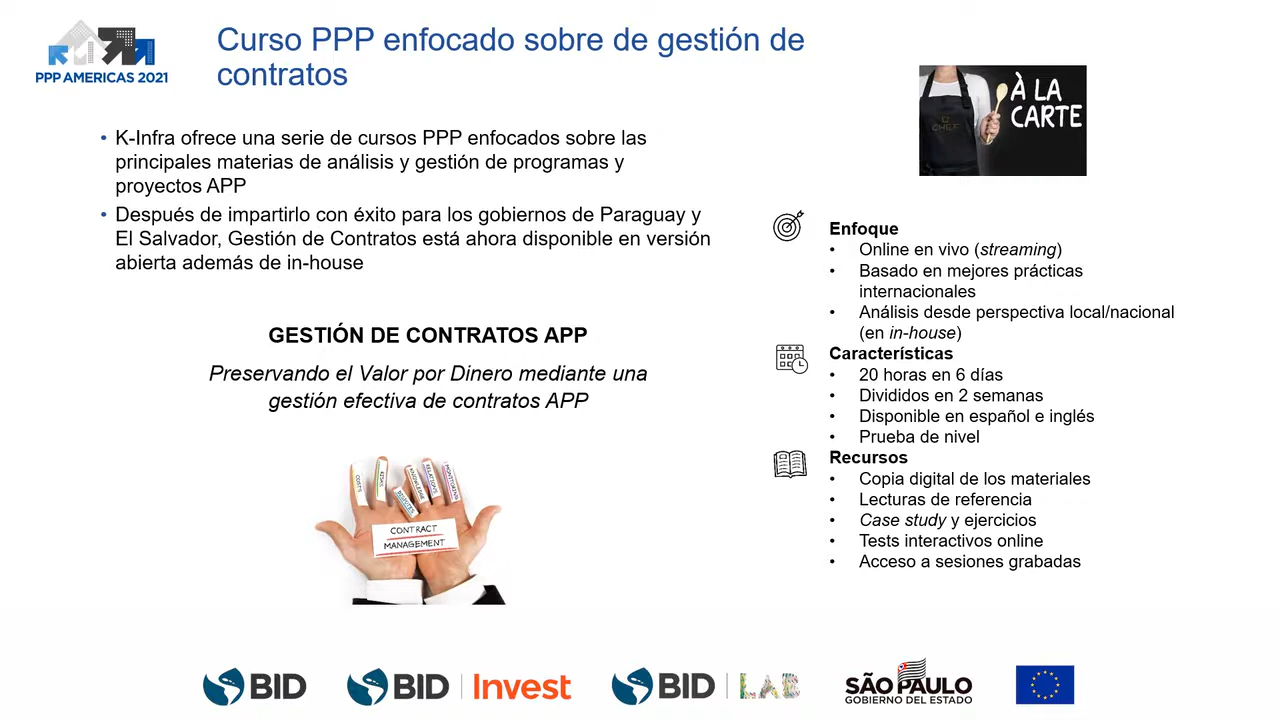 PPP AMERICAS 2021
Curso PPP enfocado sobre de gestión de
contratos
À LA
CARTE
CHEF
• K-Infra ofrece una serie de cursos PPP enfocados sobre las
principales materias de análisis y gestión de programas y
proyectos APP
• Después de impartirlo con éxito para los gobiernos de Paraguay y
El Salvador, Gestión de Contratos está ahora disponible en versión
abierta además de in-house
GESTIÓN DE CONTRATOS APP
Preservando el Valor por Dinero mediante una
gestión efectiva de contratos APP
COSTS
RISKS
RESULTS
KNOWLEDGE
RELATIONS
MONITORING
CONTRACT
MANAGEMENT
Enfoque
• Online en vivo (streaming)
• Basado en mejores prácticas
internacionales
• Análisis desde perspectiva local/nacional
(en in-house)
Características
• 20 horas en 6 días
• Divididos en 2 semanas
• Disponible en español e inglés
• Prueba de nivel
Recursos
• Copia digital de los materiales
• Lecturas de referencia
• Case study y ejercicios
• Tests interactivos online
• Acceso a sesiones grabadas
BID
BID | Invest
BID | LAB
SÃO PAULO
GOBIERNO DEL ESTADO